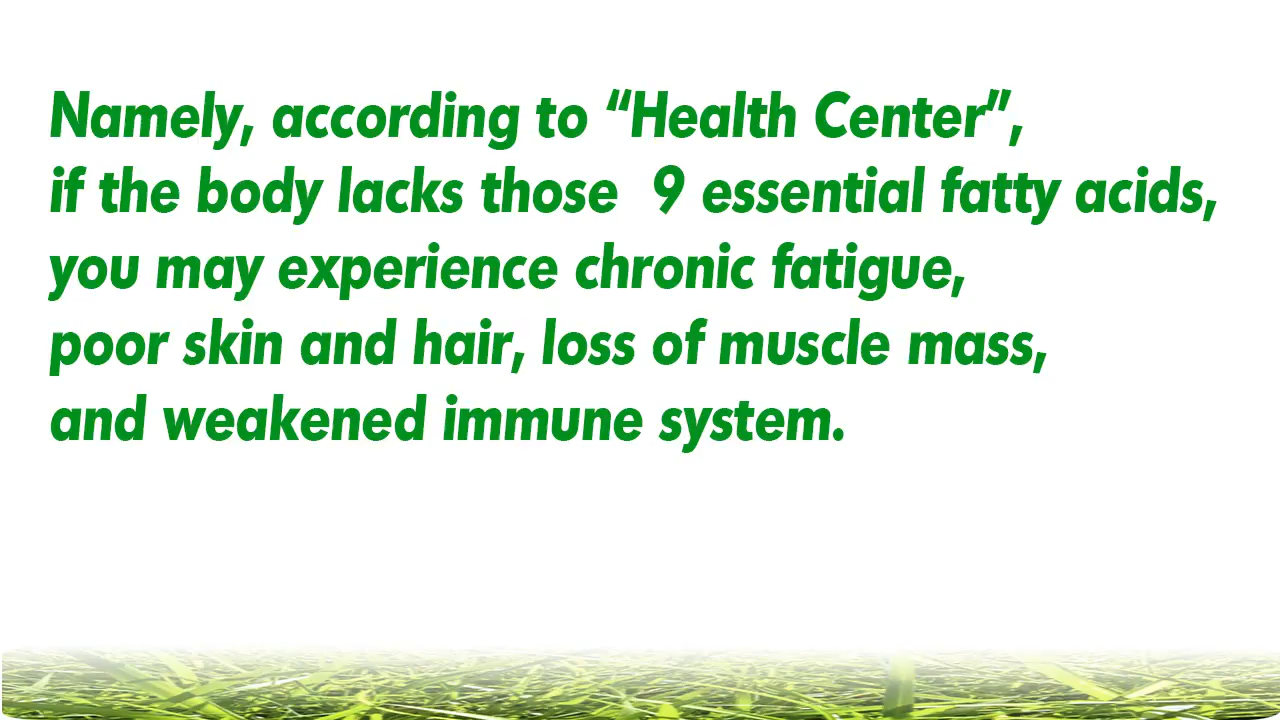 Namely, according to “Health Center”,
if the body lacks those  9 essential fatty acids,
you may experience chronic fatigue,
poor skin and hair, loss of muscle mass,
and weakened immune system.